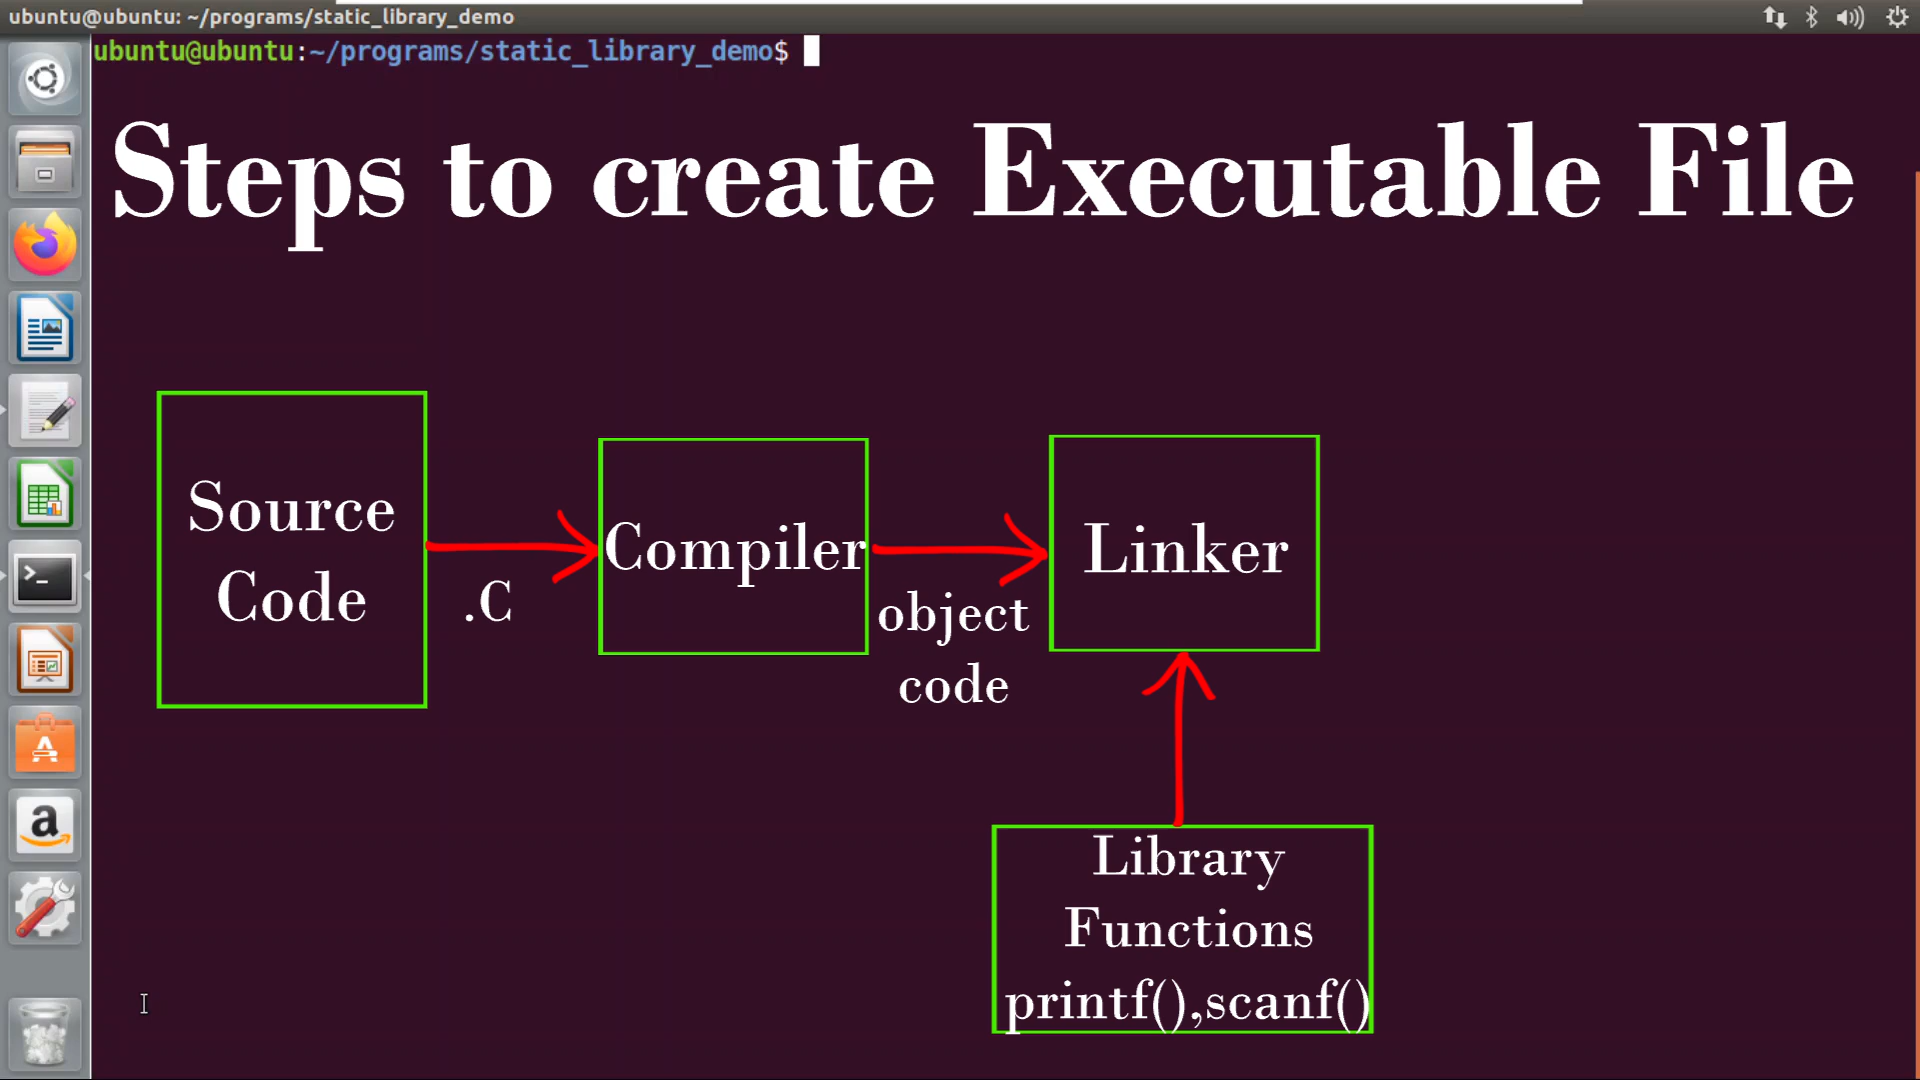 ubuntu@ubuntu: ~/programs/static_library_demo
ubuntu@ubuntu:~/programs/static_library_demo$
Steps to create Executable File
Source
Code
.C
Compiler
object
code
Linker
Library
Functions
printf(),scanf()